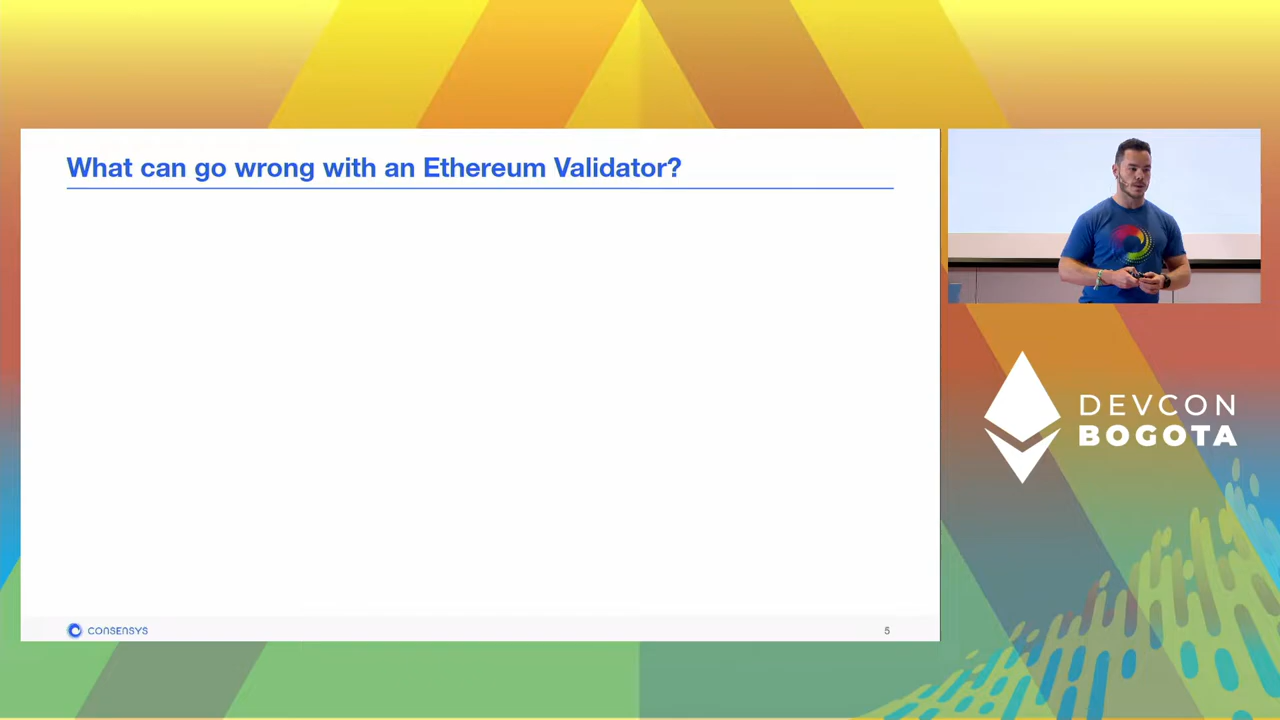 What can go wrong with an Ethereum Validator?
CONSENSYS
5
DEVCON
BOGOTA